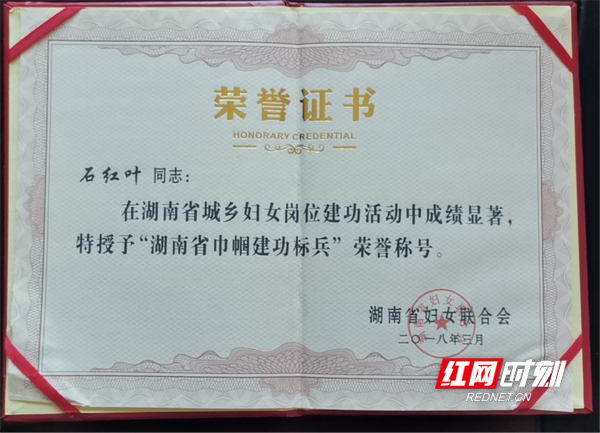 荣誉证书
HONORARY CREDENTIAL
石红叶 同志：
在湖南省城乡妇女岗位建功活动中成绩显著，
特授予“湖南省巾帼建功标兵”荣誉称号。
湖南省妇女联合会
二〇一八年三月
红网时刻
REDNET.CN